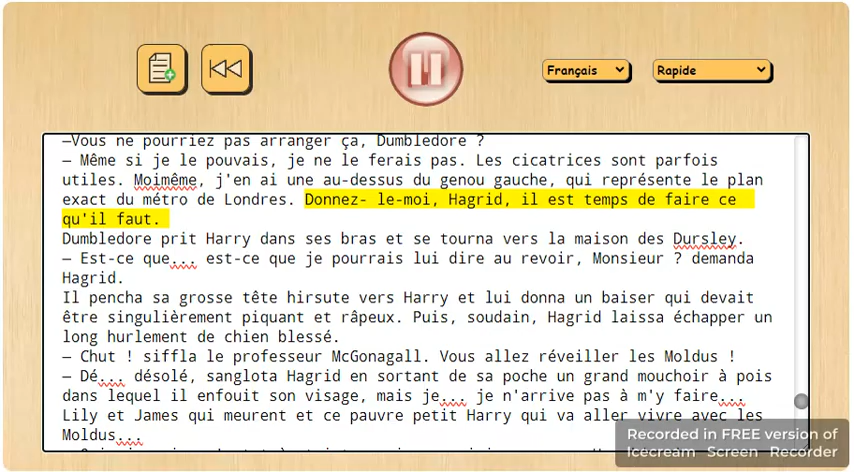 Français
Rapide
—Vous ne pourriez pas arranger ça, Dumbledore ?
— Même si je le pouvais, je ne le ferais pas. Les cicatrices sont parfois
utiles. Moimême, j'en ai une au-dessus du genou gauche, qui représente le plan
exact du métro de Londres. Donnez- le-moi, Hagrid, il est temps de faire ce
qu'il faut.
Dumbledore prit Harry dans ses bras et se tourna vers la maison des Dursley.
— Est-ce que... est-ce que je pourrais lui dire au revoir, Monsieur ? demanda
Hagrid.
Il pencha sa grosse tête hirsute vers Harry et lui donna un baiser qui devait
être singulièrement piquant et râpeux. Puis, soudain, Hagrid laissa échapper un
long hurlement de chien blessé.
— Chut ! siffla le professeur McGonagall. Vous allez réveiller les Moldus !
— Dé... désolé, sanglota Hagrid en sortant de sa poche un grand mouchoir à pois
dans lequel il enfouit son visage, mais je... je n'arrive pas à m'y faire...
Lily et James qui meurent et ce pauvre petit Harry qui va aller vivre avec les
Moldus...
Recorded in FREE version of
Icecream Screen Recorder